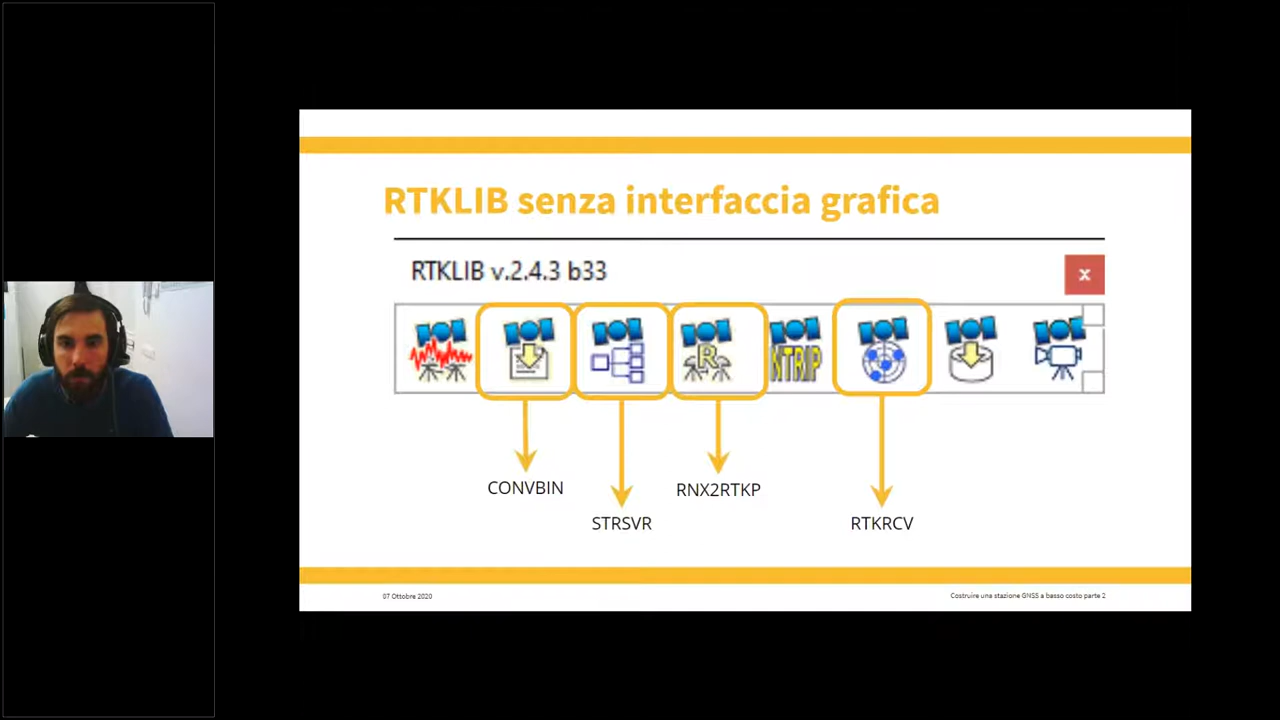 RTKLIB senza interfaccia grafica
RTKLIB v.2.4.3 b33
x
R
NTRIP
CONVBIN
RNX2RTKP
STRSVR
RTKRCV
07 Ottobre 2020
Costruire una stazione GNSS a basso costo parte 2